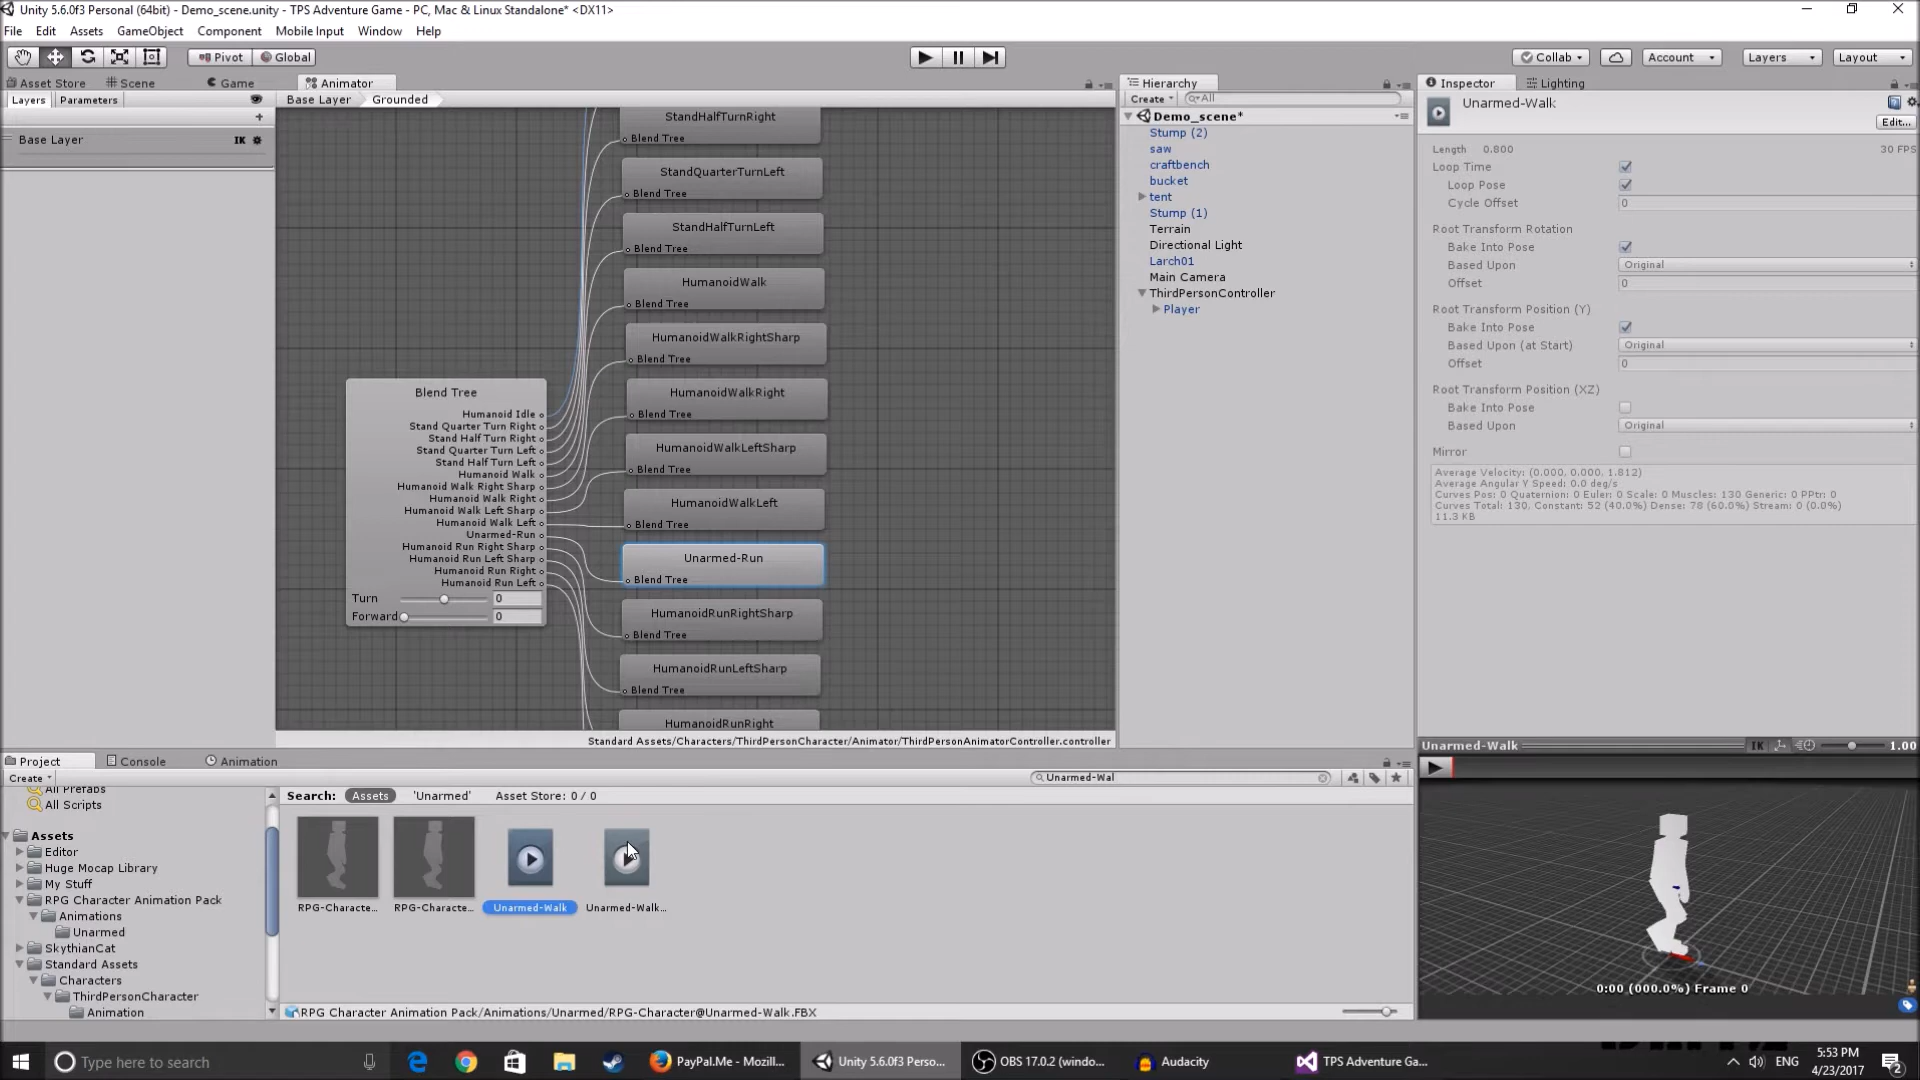 Unity 5.6.0f3 Personal (64bit) - Demo_scene.unity - TPS Adventure Game - PC, Mac & Linux Standalone* <DX11>
File Edit Assets GameObject Component Mobile Input Window Help
Pivot Global Collab Account Layers Layout
Asset Store Scene Game Animator
Layers Parameters
Base Layer IK
Base Layer Grounded
StandHalfTurnRight
Blend Tree
StandQuarterTurnLeft
Blend Tree
StandHalfTurnLeft
Blend Tree
HumanoidWalk
Blend Tree
HumanoidWalkRightSharp
Blend Tree
HumanoidWalkRight
Blend Tree
HumanoidWalkLeftSharp
Blend Tree
HumanoidWalkLeft
Blend Tree
Unarmed-Run
Blend Tree
HumanoidRunRightSharp
Blend Tree
HumanoidRunLeftSharp
Blend Tree
HumanoidRunRight
Blend Tree
Humanoid Idle
Stand Quarter Turn Right
Stand Half Turn Right
Stand Quarter Turn Left
Stand Half Turn Left
Humanoid Walk
Humanoid Walk Right Sharp
Humanoid Walk Right
Humanoid Walk Left Sharp
Humanoid Walk Left
Unarmed-Run
Humanoid Run Right Sharp
Humanoid Run Left Sharp
Humanoid Run Right
Humanoid Run Left
Turn 0
Forward 0
Standard Assets/Characters/ThirdPersonCharacter/Animator/ThirdPersonAnimatorController.controller
Hierarchy
Create All
Demo_scene*
Stump (2)
saw
craftbench
bucket
tent
Stump (1)
Terrain
Directional Light
Larch01
Main Camera
ThirdPersonController
Player
Inspector Lighting
Unarmed-Walk
Edit...
Length 0.800 30 FPS
Loop Time
Loop Pose
Cycle Offset 0
Root Transform Rotation
Bake Into Pose
Based Upon Original
Offset 0
Root Transform Position (Y)
Bake Into Pose
Based Upon (at Start) Original
Offset 0
Root Transform Position (XZ)
Bake Into Pose
Based Upon Original
Mirror
Average Velocity: (0.000, 0.000, 1.812)
Average Angular Y Speed: 0.0 deg/s
Curves Pos: 0 Quaternion: 0 Euler: 0 Scale: 0 Muscles: 130 Generic: 0 PPtr: 0
Curves Total: 130, Constant: 52 (40.0%) Dense: 78 (60.0%) Stream: 0 (0.0%)
11.3 KB
Unarmed-Walk IK 1.00
0:00 (000.0%) Frame 0
Project Console Animation
Create Unarmed-Wal
All Prefabs
All Scripts
Assets
Editor
Huge Mocap Library
My Stuff
RPG Character Animation Pack
Animations
Unarmed
SkythianCat
Standard Assets
Characters
ThirdPersonCharacter
Animation
Search: Assets 'Unarmed' Asset Store: 0 / 0
RPG-Characte... RPG-Characte... Unarmed-Walk Unarmed-Walk...
RPG Character Animation Pack/Animations/Unarmed/RPG-Character@Unarmed-Walk.FBX
Type here to search PayPal.Me - Mozill... Unity 5.6.0f3 Perso... OBS 17.0.2 (windo... Audacity TPS Adventure Ga... ENG 5:53 PM
4/23/2017 2